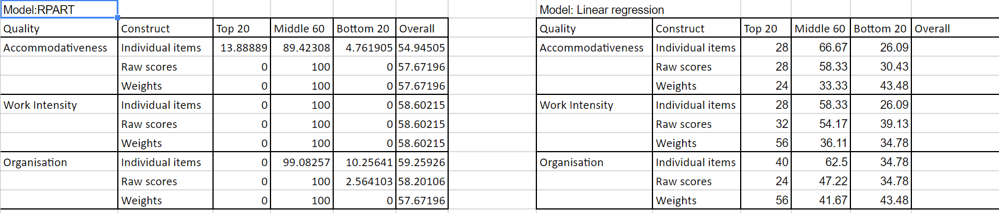 Model:RPART Model: Linear regression
Quality Construct Top 20 Middle 60 Bottom 20 Overall Quality Construct Top 20 Middle 60 Bottom 20 Overall
Accommodativeness Individual items 13.88889 89.42308 4.761905 54.94505 Accommodativeness Individual items 28 66.67 26.09
Raw scores 0 100 0 57.67196 Raw scores 28 58.33 30.43
Weights 0 100 0 57.67196 Weights 24 33.33 43.48
Work Intensity Individual items 0 100 0 58.60215 Work Intensity Individual items 28 58.33 26.09
Raw scores 0 100 0 58.60215 Raw scores 32 54.17 39.13
Weights 0 100 0 58.60215 Weights 56 36.11 34.78
Organisation Individual items 0 99.08257 10.25641 59.25926 Organisation Individual items 40 62.5 34.78
Raw scores 0 100 2.564103 58.20106 Raw scores 24 47.22 34.78
Weights 0 100 0 57.67196 Weights 56 41.67 43.48